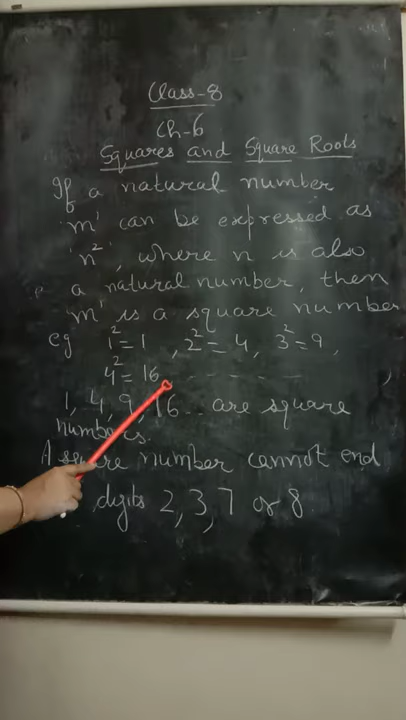 Class-8
Ch-6
Squares and Square Roots
If a natural number
'm' can be expressed as
'n²', where n is also
a natural number, then
'm' is a square number
eg 1²=1, 2²=4, 3²=9,
4²=16 - - - - - -
1, 4, 9, 16... are square
numbers.
A square number cannot end
digits 2, 3, 7 or 8.